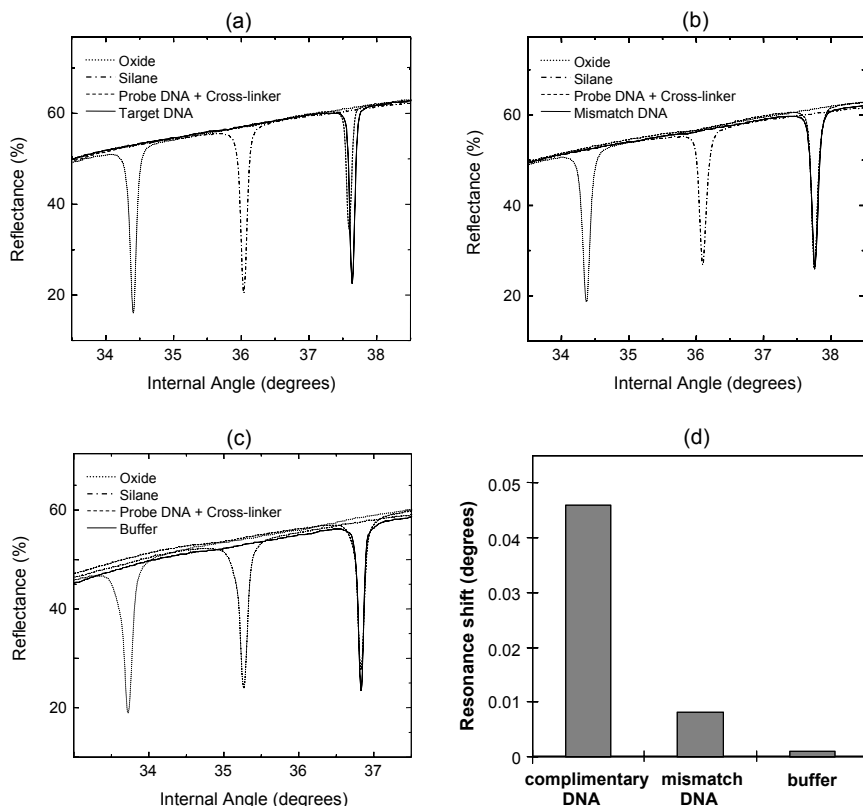 (a)
Oxide
Silane
Probe DNA + Cross-linker
Target DNA
60
40
20
Reflectance (%)
34 35 36 37 38
Internal Angle (degrees)
(b)
Oxide
Silane
Probe DNA + Cross-linker
Mismatch DNA
60
40
20
Reflectance (%)
34 35 36 37 38
Internal Angle (degrees)
(c)
Oxide
Silane
Probe DNA + Cross-linker
Buffer
60
40
20
Reflectance (%)
34 35 36 37
Internal Angle (degrees)
(d)
0.05
0.04
0.03
0.02
0.01
0
Resonance shift (degrees)
complimentary DNA
mismatch DNA
buffer